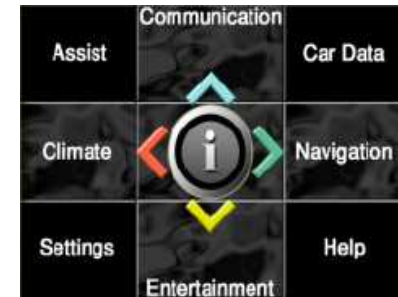 Communication
Assist
Car Data
Climate
i
Navigation
Settings
Help
Entertainment